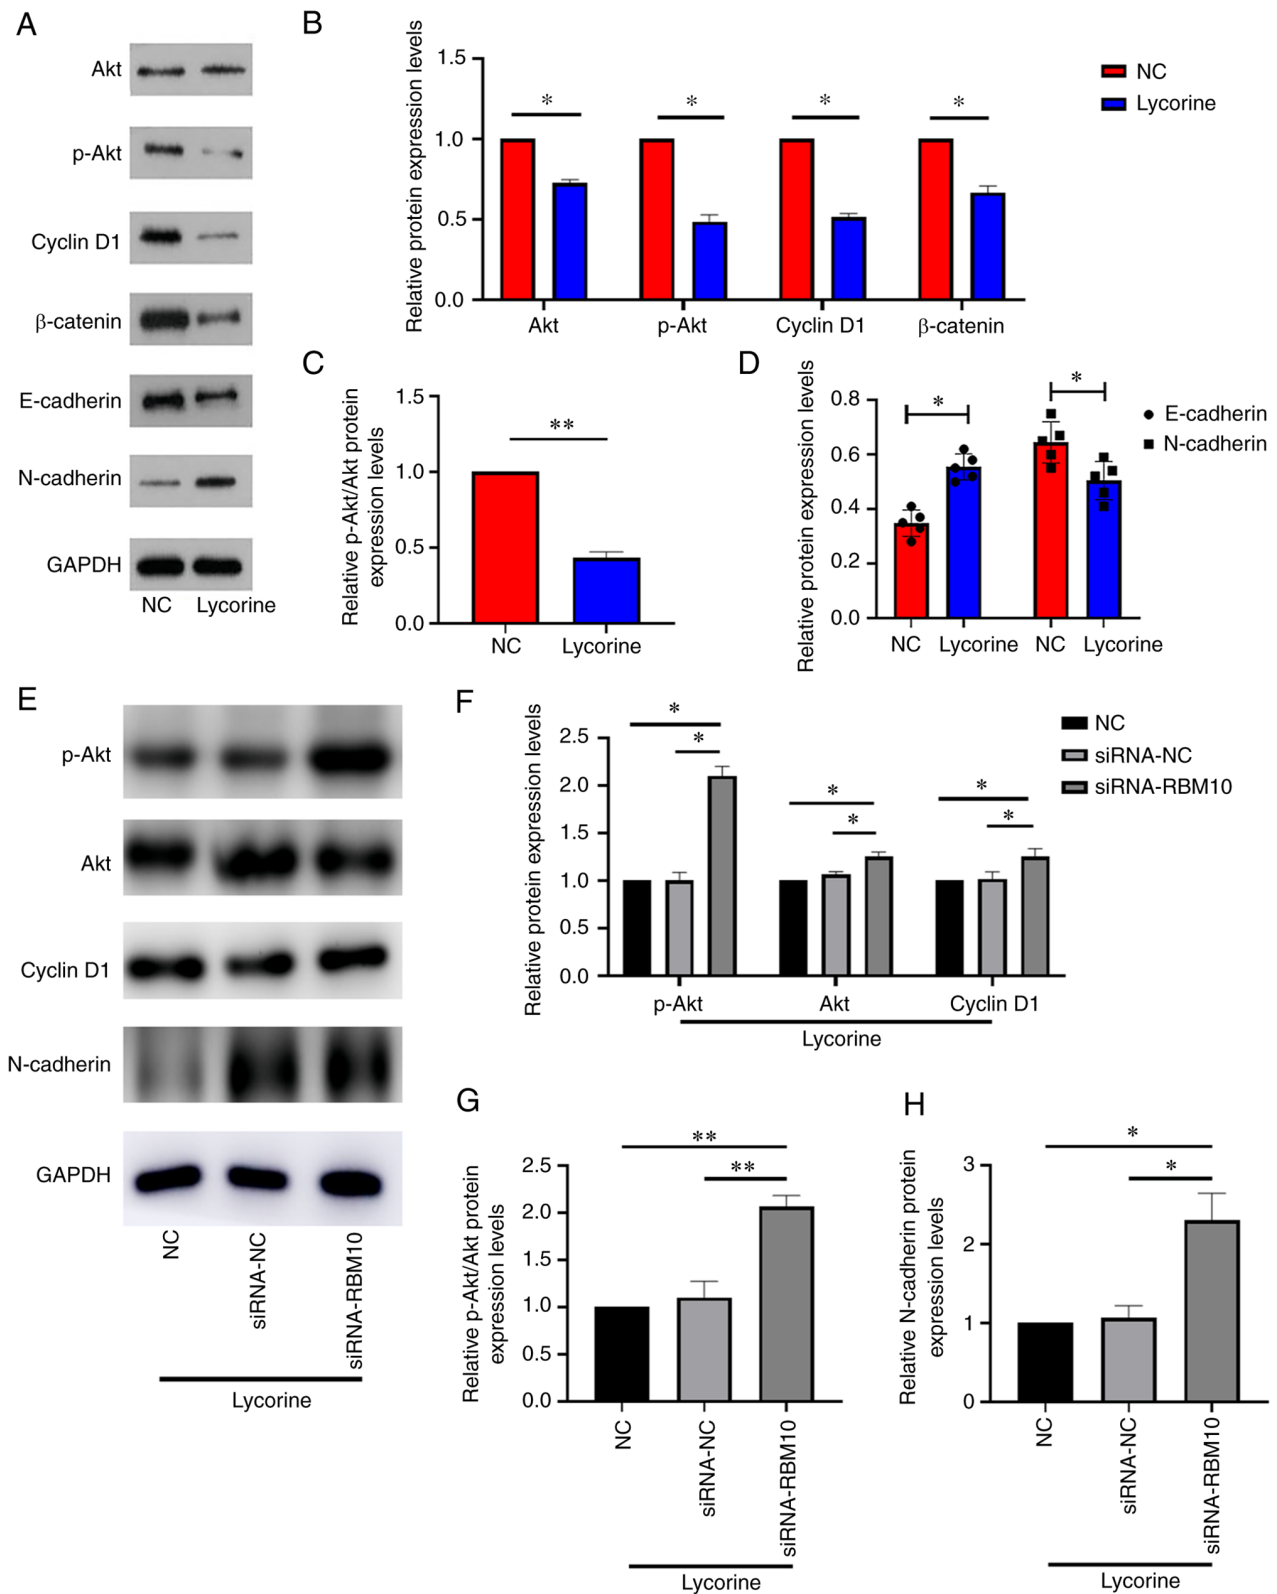 A
Akt
p-Akt
Cyclin D1
β-catenin
E-cadherin
N-cadherin
GAPDH
NC Lycorine
B
Relative protein expression levels
1.5
1.0
0.5
0.0
* * * *
Akt p-Akt Cyclin D1 β-catenin
NC
Lycorine
C
Relative p-Akt/Akt protein
expression levels
1.5
1.0
0.5
0.0
**
NC Lycorine
D
Relative protein expression levels
0.8
0.6
0.4
0.2
0.0
* *
NC Lycorine NC Lycorine
E-cadherin
N-cadherin
E
p-Akt
Akt
Cyclin D1
N-cadherin
GAPDH
NC
siRNA-NC
siRNA-RBM10
Lycorine
F
Relative protein expression levels
2.5
2.0
1.5
1.0
0.5
0.0
*
*
*
*
*
*
p-Akt Akt Cyclin D1
Lycorine
NC
siRNA-NC
siRNA-RBM10
G
Relative p-Akt/Akt protein
expression levels
2.5
2.0
1.5
1.0
0.5
0.0
**
**
NC
siRNA-NC
siRNA-RBM10
Lycorine
H
Relative N-cadherin protein
expression levels
3
2
1
0
*
*
NC
siRNA-NC
siRNA-RBM10
Lycorine